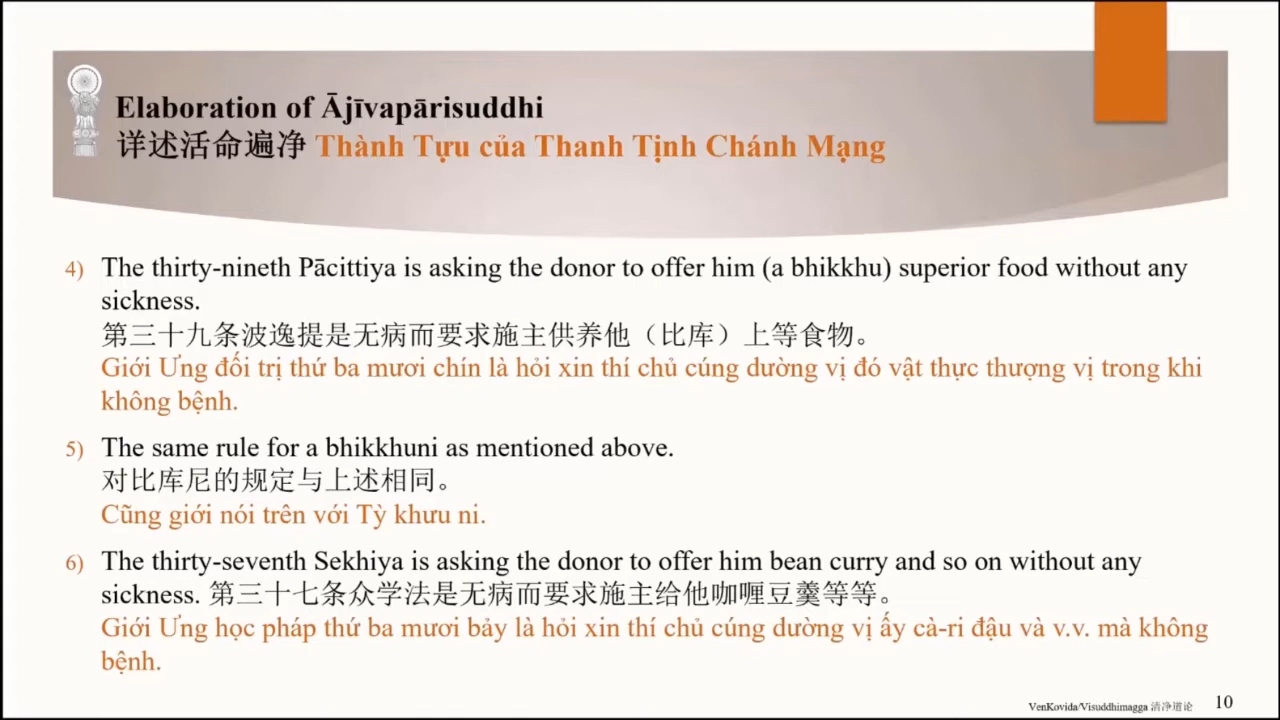 Elaboration of Ājīvapārisuddhi
详述活命遍净 Thành Tựu của Thanh Tịnh Chánh Mạng
4) The thirty-nineth Pācittiya is asking the donor to offer him (a bhikkhu) superior food without any
sickness.
第三十九条波逸提是无病而要求施主供养他（比库）上等食物。
Giới Ưng đối trị thứ ba mươi chín là hỏi xin thí chủ cúng dường vị đó vật thực thượng vị trong khi
không bệnh.
5) The same rule for a bhikkhuni as mentioned above.
对比库尼的规定与上述相同。
Cũng giới nói trên với Tỳ khưu ni.
6) The thirty-seventh Sekhiya is asking the donor to offer him bean curry and so on without any
sickness. 第三十七条众学法是无病而要求施主给他咖喱豆羹等等。
Giới Ưng học pháp thứ ba mươi bảy là hỏi xin thí chủ cúng dường vị ấy cà-ri đậu và v.v. mà không
bệnh.
VenKovida/Visuddhimagga 清净道论 10